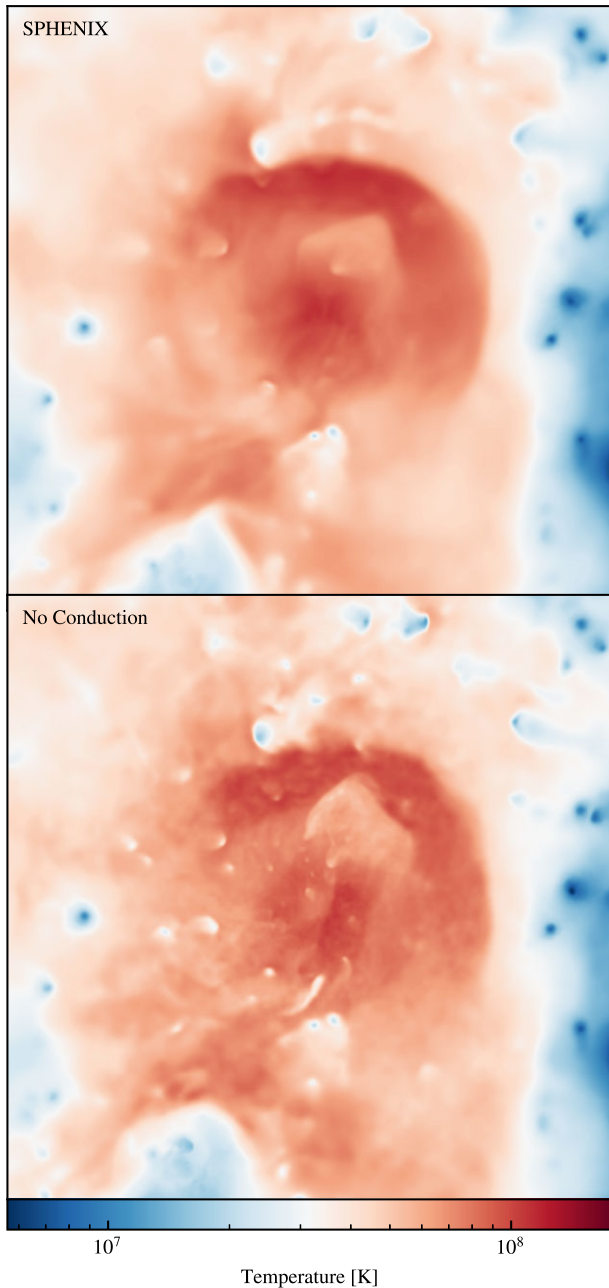 SPHENIX
No Conduction
10⁷
10⁸
Temperature [K]